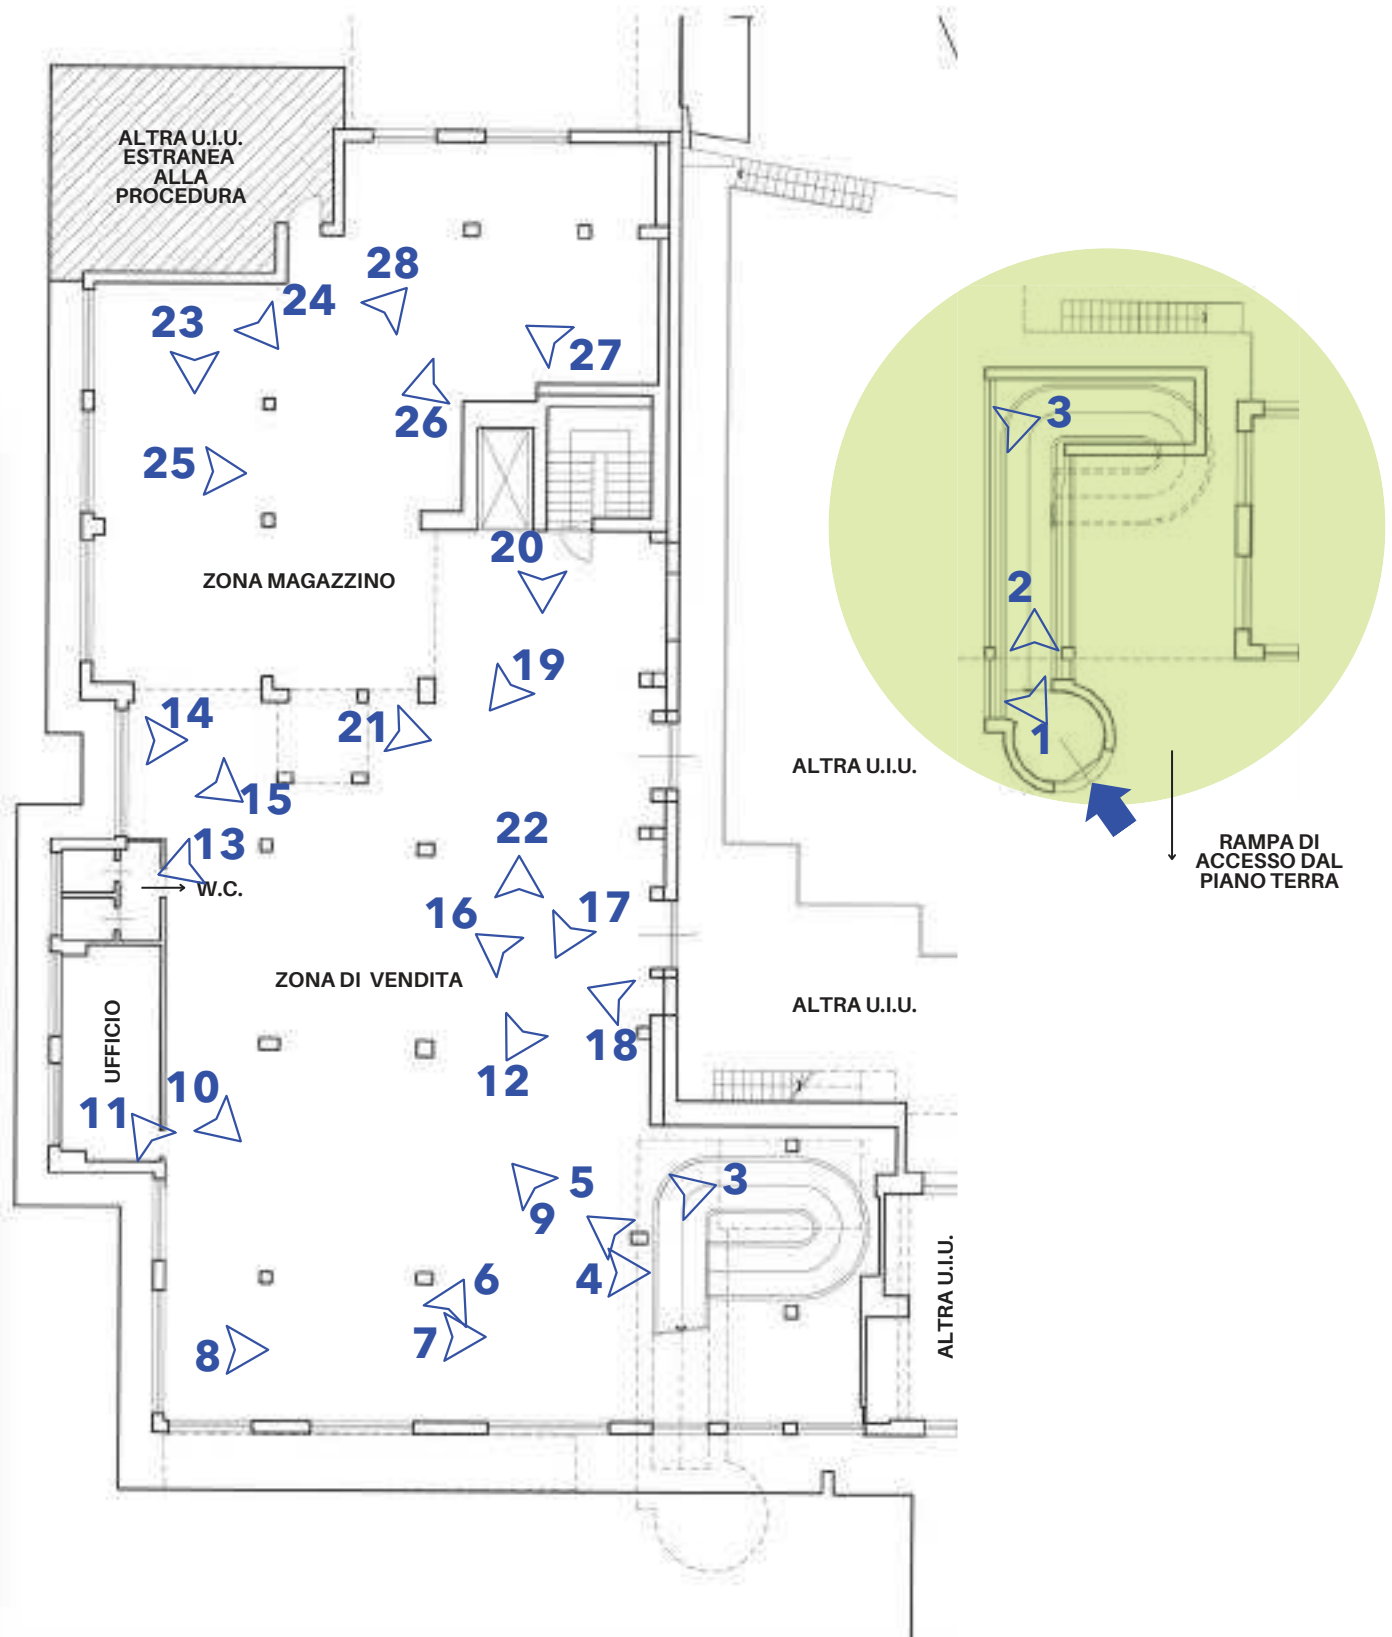 ALTRA U.I.U.
ESTRANEA
ALLA
PROCEDURA
28
24
23
27
26
25
20
ZONA MAGAZZINO
19
14
21
15
13
W.C.
22
16
17
ZONA DI VENDITA
18
12
UFFICIO
10
11
5
3
9
4
6
7
8
ALTRA U.I.U.
ALTRA U.I.U.
ALTRA U.I.U.
3
2
1
RAMPA DI
ACCESSO DAL
PIANO TERRA